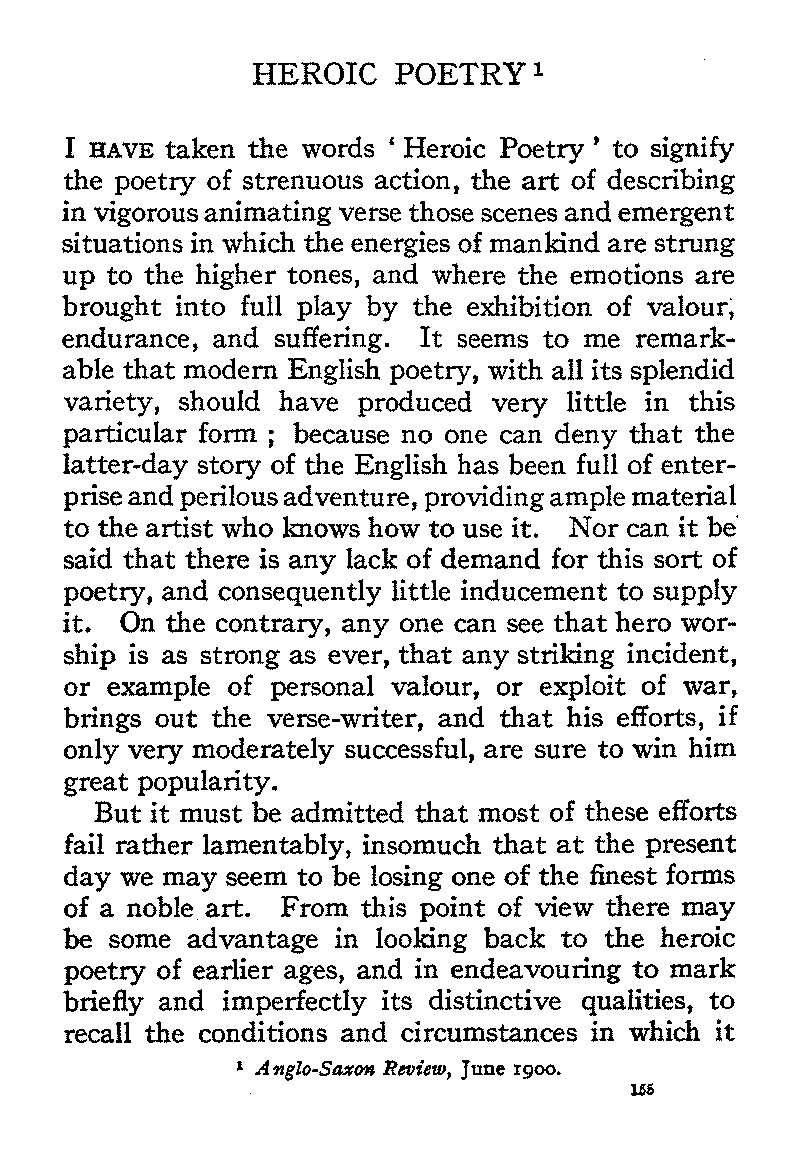 HEROIC POETRY ¹
I HAVE taken the words ‘ Heroic Poetry ’ to signify
the poetry of strenuous action, the art of describing
in vigorous animating verse those scenes and emergent
situations in which the energies of mankind are strung
up to the higher tones, and where the emotions are
brought into full play by the exhibition of valour,
endurance, and suffering. It seems to me remark-
able that modern English poetry, with all its splendid
variety, should have produced very little in this
particular form ; because no one can deny that the
latter-day story of the English has been full of enter-
prise and perilous adventure, providing ample material
to the artist who knows how to use it. Nor can it be
said that there is any lack of demand for this sort of
poetry, and consequently little inducement to supply
it. On the contrary, any one can see that hero wor-
ship is as strong as ever, that any striking incident,
or example of personal valour, or exploit of war,
brings out the verse-writer, and that his efforts, if
only very moderately successful, are sure to win him
great popularity.
But it must be admitted that most of these efforts
fail rather lamentably, insomuch that at the present
day we may seem to be losing one of the finest forms
of a noble art. From this point of view there may
be some advantage in looking back to the heroic
poetry of earlier ages, and in endeavouring to mark
briefly and imperfectly its distinctive qualities, to
recall the conditions and circumstances in which it
¹ Anglo-Saxon Review, June 1900.
155